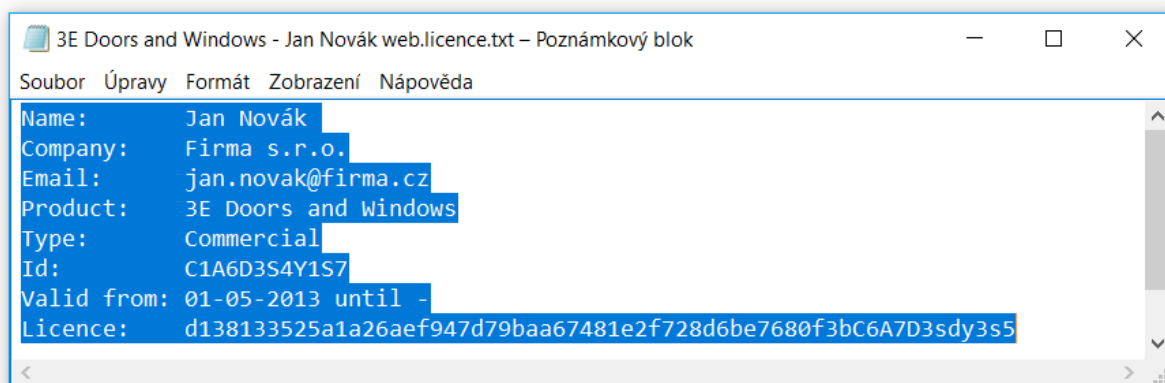 3E Doors and Windows - Jan Novák web.licence.txt – Poznámkový blok
Soubor Úpravy Formát Zobrazení Nápověda
Name: Jan Novák
Company: Firma s.r.o.
Email: jan.novak@firma.cz
Product: 3E Doors and Windows
Type: Commercial
Id: C1A6D3S4Y1S7
Valid from: 01-05-2013 until -
Licence: d138133525a1a26aef947d79baa67481e2f728d6be7680f3bC6A7D3sdy3s5